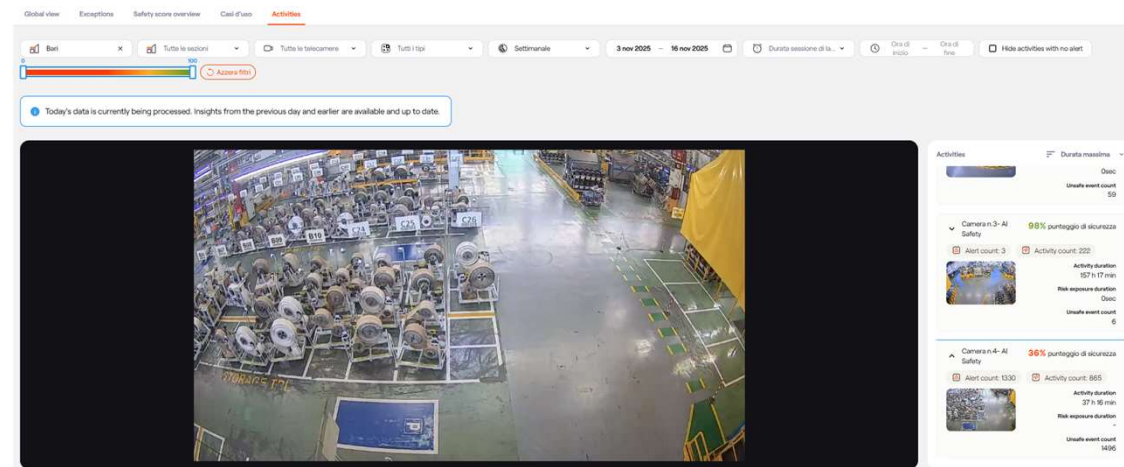 Global view Exceptions Safety score overview Casi d'uso Activities
Bari × Tutte le sezioni Tutte le telecamere Tutti i tipi Settimanale 3 nov 2025 – 16 nov 2025 Durata sessione di la... Ora di inizio – Ora di fine Hide activities with no alert
0 100
Azzera filtri
Today's data is currently being processed. Insights from the previous day and earlier are available and up to date.
Activities Durata massima
0sec
Unsafe event count
59
Camera n.3- AI Safety 98% punteggio di sicurezza
Alert count: 3 Activity count: 222
Activity duration
157 h 17 min
Risk exposure duration
0sec
Unsafe event count
6
Camera n.4- AI Safety 36% punteggio di sicurezza
Alert count: 1330 Activity count: 865
Activity duration
37 h 16 min
Risk exposure duration
-
Unsafe event count
1496
C26
C25
C24
B10
B09
STORAGE